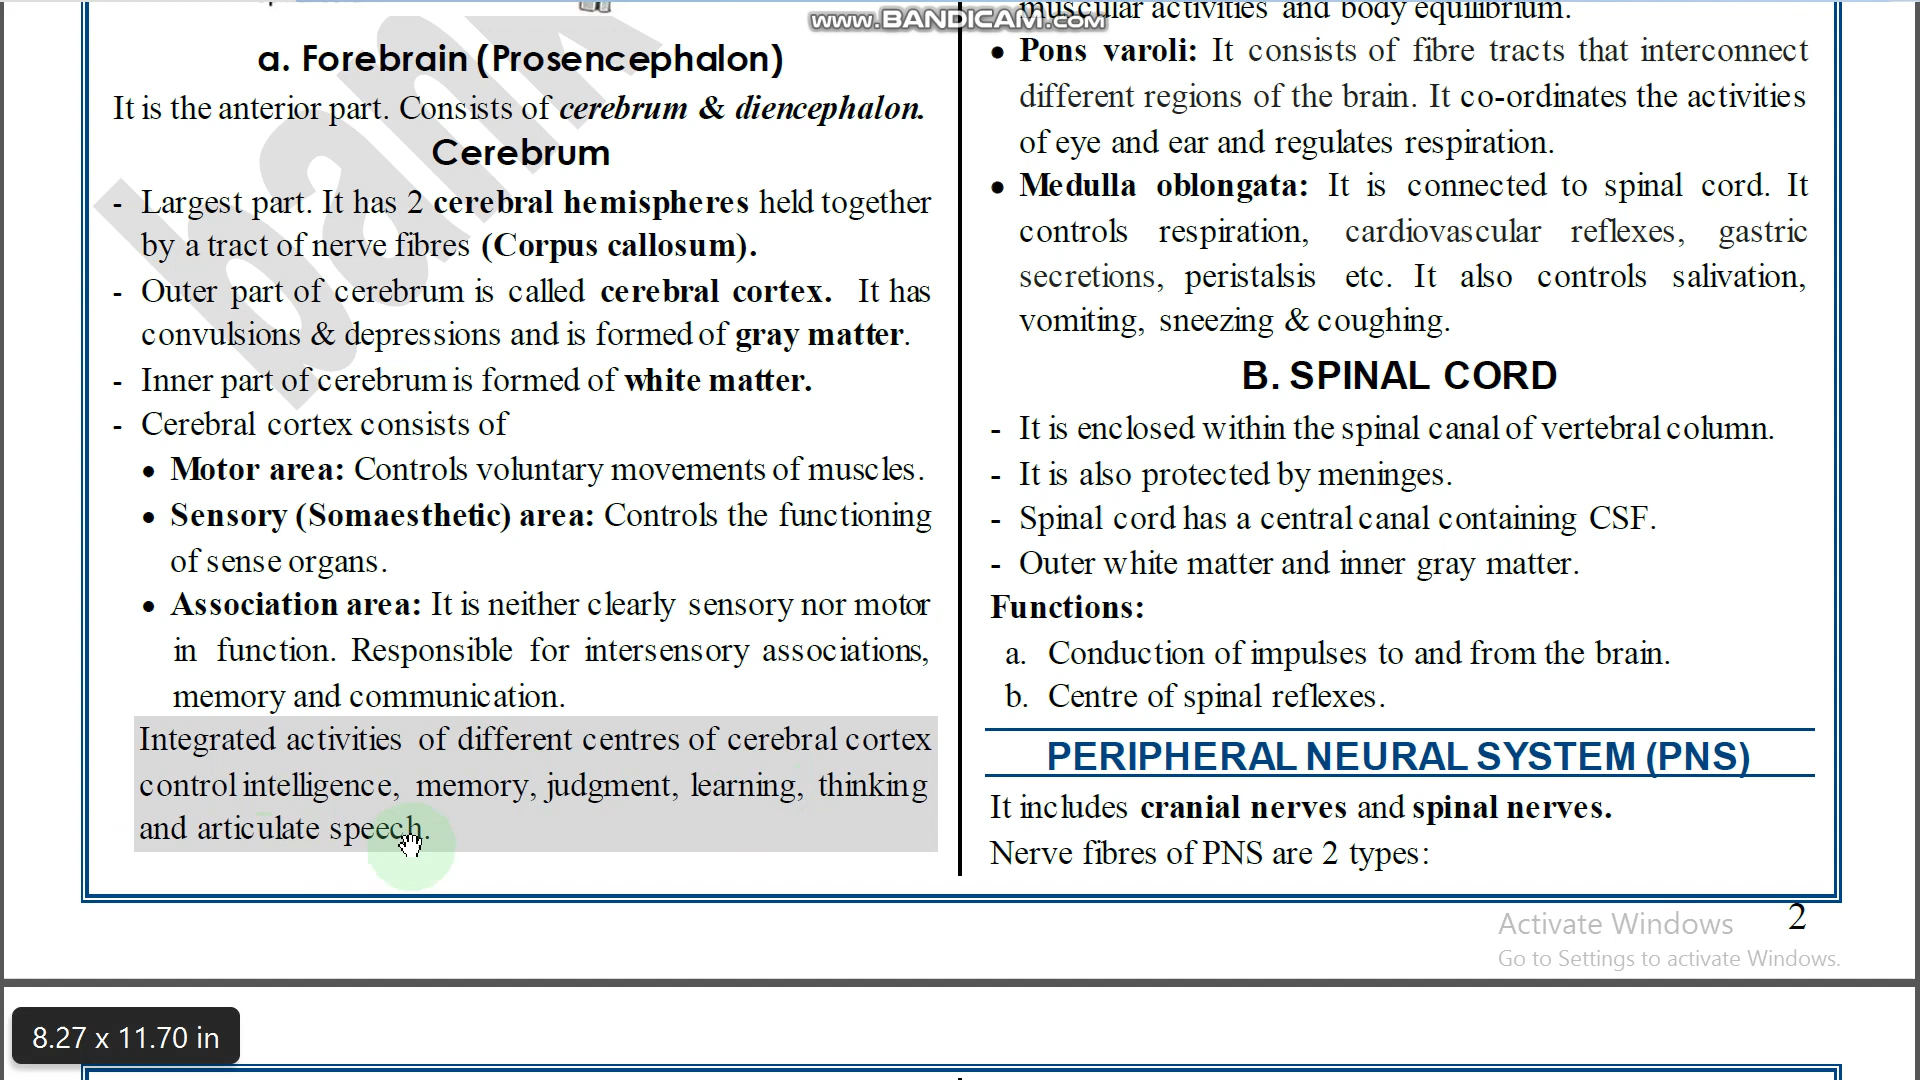 www.BANDICAM.com
a. Forebrain (Prosencephalon)
It is the anterior part. Consists of cerebrum & diencephalon.
Cerebrum
- Largest part. It has 2 cerebral hemispheres held together
by a tract of nerve fibres (Corpus callosum).
- Outer part of cerebrum is called cerebral cortex. It has
convulsions & depressions and is formed of gray matter.
- Inner part of cerebrum is formed of white matter.
- Cerebral cortex consists of
• Motor area: Controls voluntary movements of muscles.
• Sensory (Somaesthetic) area: Controls the functioning
of sense organs.
• Association area: It is neither clearly sensory nor motor
in function. Responsible for intersensory associations,
memory and communication.
Integrated activities of different centres of cerebral cortex
control intelligence, memory, judgment, learning, thinking
and articulate speech.
muscular activities and body equilibrium.
• Pons varoli: It consists of fibre tracts that interconnect
different regions of the brain. It co-ordinates the activities
of eye and ear and regulates respiration.
• Medulla oblongata: It is connected to spinal cord. It
controls respiration, cardiovascular reflexes, gastric
secretions, peristalsis etc. It also controls salivation,
vomiting, sneezing & coughing.
B. SPINAL CORD
- It is enclosed within the spinal canal of vertebral column.
- It is also protected by meninges.
- Spinal cord has a central canal containing CSF.
- Outer white matter and inner gray matter.
Functions:
a. Conduction of impulses to and from the brain.
b. Centre of spinal reflexes.
PERIPHERAL NEURAL SYSTEM (PNS)
It includes cranial nerves and spinal nerves.
Nerve fibres of PNS are 2 types:
2
Activate Windows
Go to Settings to activate Windows.
8.27 x 11.70 in
bank